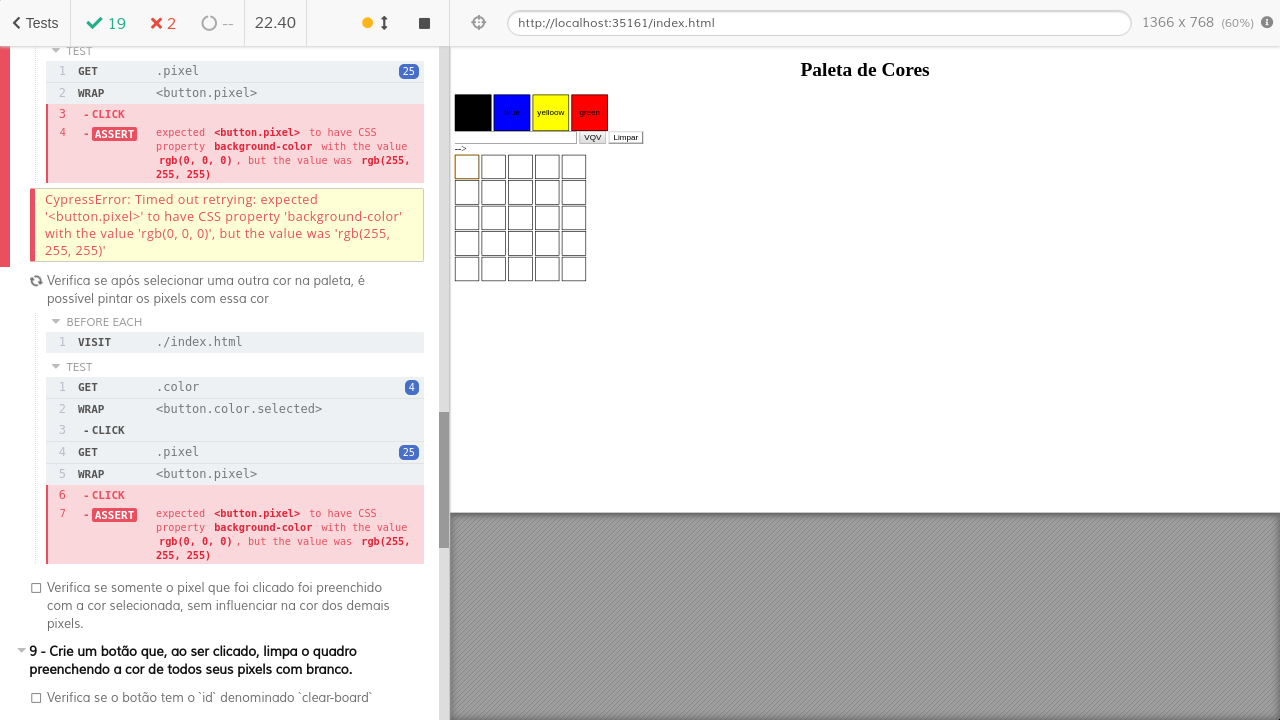 Tests 19 2 -- 22.40 http://localhost:35161/index.html 1366 x 768 (60%)
TEST
1 GET .pixel 25
2 WRAP <button.pixel>
3 - CLICK
4 - ASSERT expected <button.pixel> to have CSS
property background-color with the value
rgb(0, 0, 0), but the value was rgb(255,
255, 255)
CypressError: Timed out retrying: expected
'<button.pixel>' to have CSS property 'background-color'
with the value 'rgb(0, 0, 0)', but the value was 'rgb(255,
255, 255)'
Verifica se após selecionar uma outra cor na paleta, é
possível pintar os pixels com essa cor
BEFORE EACH
1 VISIT ./index.html
TEST
1 GET .color 4
2 WRAP <button.color.selected>
3 - CLICK
4 GET .pixel 25
5 WRAP <button.pixel>
6 - CLICK
7 - ASSERT expected <button.pixel> to have CSS
property background-color with the value
rgb(0, 0, 0), but the value was rgb(255,
255, 255)
Verifica se somente o pixel que foi clicado foi preenchido
com a cor selecionada, sem influenciar na cor dos demais
pixels.
9 - Crie um botão que, ao ser clicado, limpa o quadro
preenchendo a cor de todos seus pixels com branco.
Verifica se o botão tem o `id` denominado `clear-board`
Paleta de Cores
blue yelloow green
VQV Limpar
-->